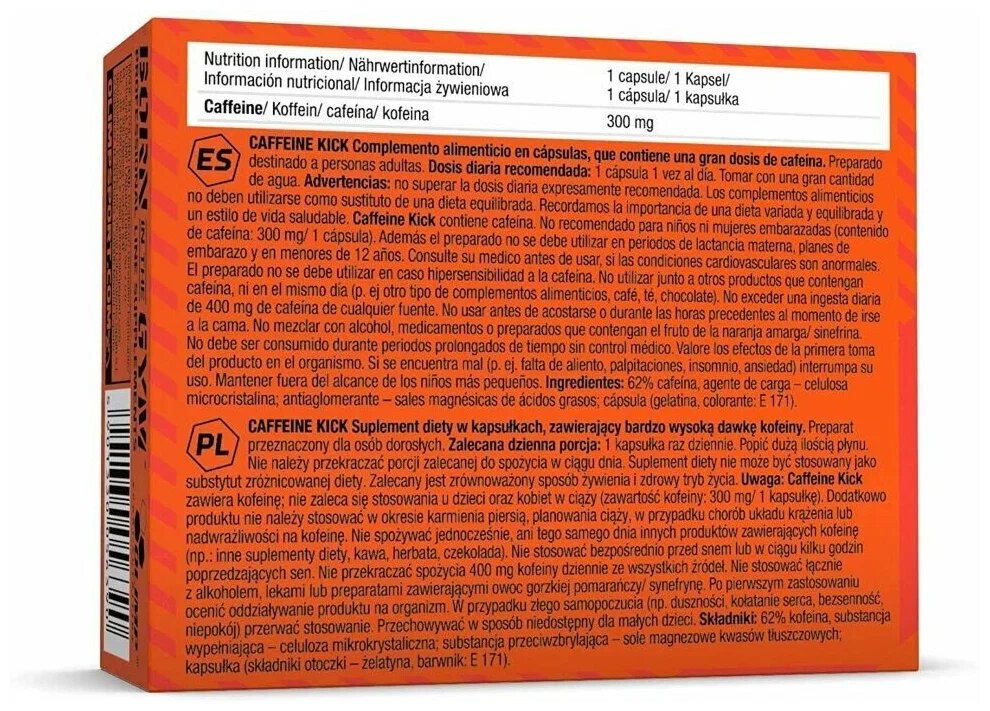 Nutrition information/ Nährwertinformation/
Información nutricional/ Informacja żywieniowa
1 capsule/ 1 Kapsel/
1 cápsula/ 1 kapsułka
Caffeine/ Koffein/ cafeína/ kofeina
300 mg
ES
CAFFEINE KICK Complemento alimenticio en cápsulas, que contiene una gran dosis de cafeína. Preparado
destinado a personas adultas. Dosis diaria recomendada: 1 cápsula 1 vez al día. Tomar con una gran cantidad
de agua. Advertencias: no superar la dosis diaria expresamente recomendada. Los complementos alimenticios
no deben utilizarse como sustituto de una dieta equilibrada. Recordamos la importancia de una dieta variada y equilibrada y
un estilo de vida saludable. Caffeine Kick contiene cafeína. No recomendado para niños ni mujeres embarazadas (contenido
de cafeína: 300 mg/ 1 cápsula). Además el preparado no se debe utilizar en periodos de lactancia materna, planes de
embarazo y en menores de 12 años. Consulte su medico antes de usar, si las condiciones cardiovasculares son anormales.
El preparado no se debe utilizar en caso hipersensibilidad a la cafeína. No utilizar junto a otros productos que contengan
cafeína, ni en el mismo día (p. ej otro tipo de complementos alimenticios, café, té, chocolate). No exceder una ingesta diaria
de 400 mg de cafeína de cualquier fuente. No usar antes de acostarse o durante las horas precedentes al momento de irse
a la cama. No mezclar con alcohol, medicamentos o preparados que contengan el fruto de la naranja amarga/ sinefrina.
No debe ser consumido durante periodos prolongados de tiempo sin control médico. Valore los efectos de la primera toma
del producto en el organismo. Si se encuentra mal (p. ej. falta de aliento, palpitaciones, insomnio, ansiedad) interrumpa su
uso. Mantener fuera del alcance de los niños más pequeños. Ingredientes: 62% cafeína, agente de carga – celulosa
microcristalina; antiaglomerante – sales magnésicas de ácidos grasos; cápsula (gelatina, colorante: E 171).
PL
CAFFEINE KICK Suplement diety w kapsułkach, zawierający bardzo wysoką dawkę kofeiny. Preparat
przeznaczony dla osób dorosłych. Zalecana dzienna porcja: 1 kapsułka raz dziennie. Popić dużą ilością płynu.
Nie należy przekraczać porcji zalecanej do spożycia w ciągu dnia. Suplement diety nie może być stosowany jako
substytut zróżnicowanej diety. Zalecany jest zrównoważony sposób żywienia i zdrowy tryb życia. Uwaga: Caffeine Kick
zawiera kofeinę; nie zaleca się stosowania u dzieci oraz kobiet w ciąży (zawartość kofeiny: 300 mg/ 1 kapsułkę). Dodatkowo
produktu nie należy stosować w okresie karmienia piersią, planowania ciąży, w przypadku chorób układu krążenia lub
nadwrażliwości na kofeinę. Nie spożywać jednocześnie, ani tego samego dnia innych produktów zawierających kofeinę
(np.: inne suplementy diety, kawa, herbata, czekolada). Nie stosować bezpośrednio przed snem lub w ciągu kilku godzin
poprzedzających sen. Nie przekraczać spożycia 400 mg kofeiny dziennie ze wszystkich źródeł. Nie stosować łącznie
z alkoholem, lekami lub preparatami zawierającymi owoc gorzkiej pomarańczy/ synefrynę. Po pierwszym zastosowaniu
ocenić oddziaływanie produktu na organizm. W przypadku złego samopoczucia (np. duszności, kołatanie serca, bezsenność,
niepokój) przerwać stosowanie. Przechowywać w sposób niedostępny dla małych dzieci. Składniki: 62% kofeina, substancja
wypełniająca – celuloza mikrokrystaliczna; substancja przeciwzbrylająca – sole magnezowe kwasów tłuszczowych;
kapsułka (składniki otoczki – żelatyna, barwnik: E 171).
BORN IN THE GYM